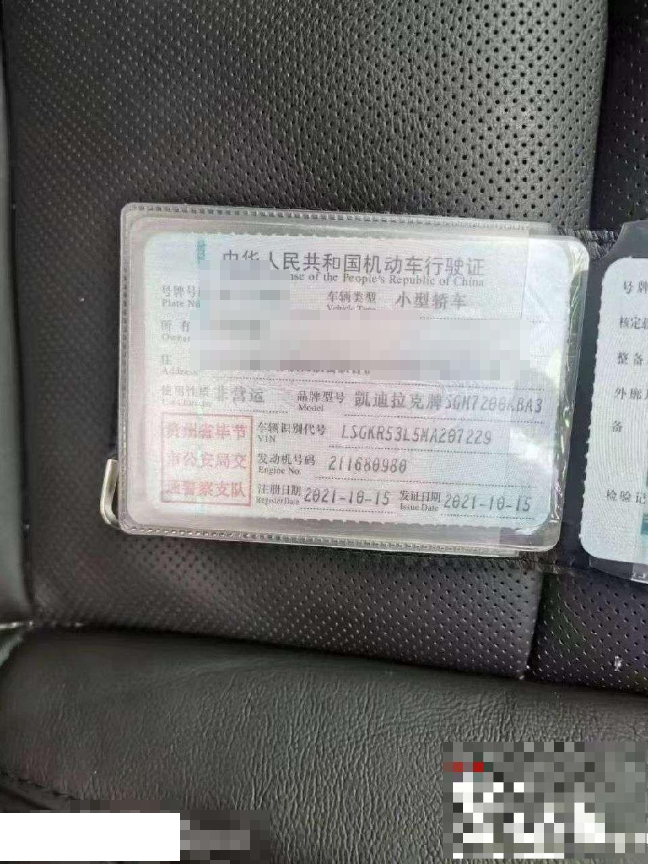 中华人民共和国机动车行驶证
of the People's Republic of China
号牌号
Plate No
车辆类型 小型轿车
Vehicle Type
所有
Owner
住
Address
使用性质 非营运 品牌型号 凯迪拉克牌SGM7200KBA3
Model
贵州省毕节
市公安局交
通警察支队
车辆识别代号 LSGKR53L5MA207229
VIN
发动机号码 211680980
Engine No.
注册日期 2021-10-15 发证日期 2021-10-15
Register Date Issue Date
号牌
核定
整备
外廓
备
检验记